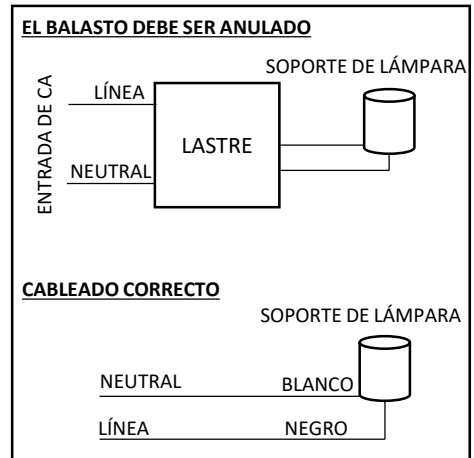 EL BALASTO DEBE SER ANULADO
SOPORTE DE LÁMPARA
LÍNEA
ENTRADA DE CA
LASTRE
NEUTRAL
CABLEADO CORRECTO
SOPORTE DE LÁMPARA
NEUTRAL BLANCO
LÍNEA NEGRO